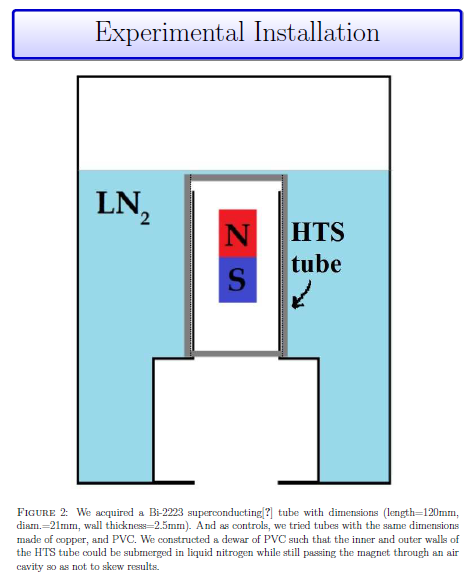 Experimental Installation
LN2
N
S
HTS
tube
FIGURE 2: We acquired a Bi-2223 superconducting[?] tube with dimensions (length=120mm,
diam.=21mm, wall thickness=2.5mm). And as controls, we tried tubes with the same dimensions
made of copper, and PVC. We constructed a dewar of PVC such that the inner and outer walls of
the HTS tube could be submerged in liquid nitrogen while still passing the magnet through an air
cavity so as not to skew results.